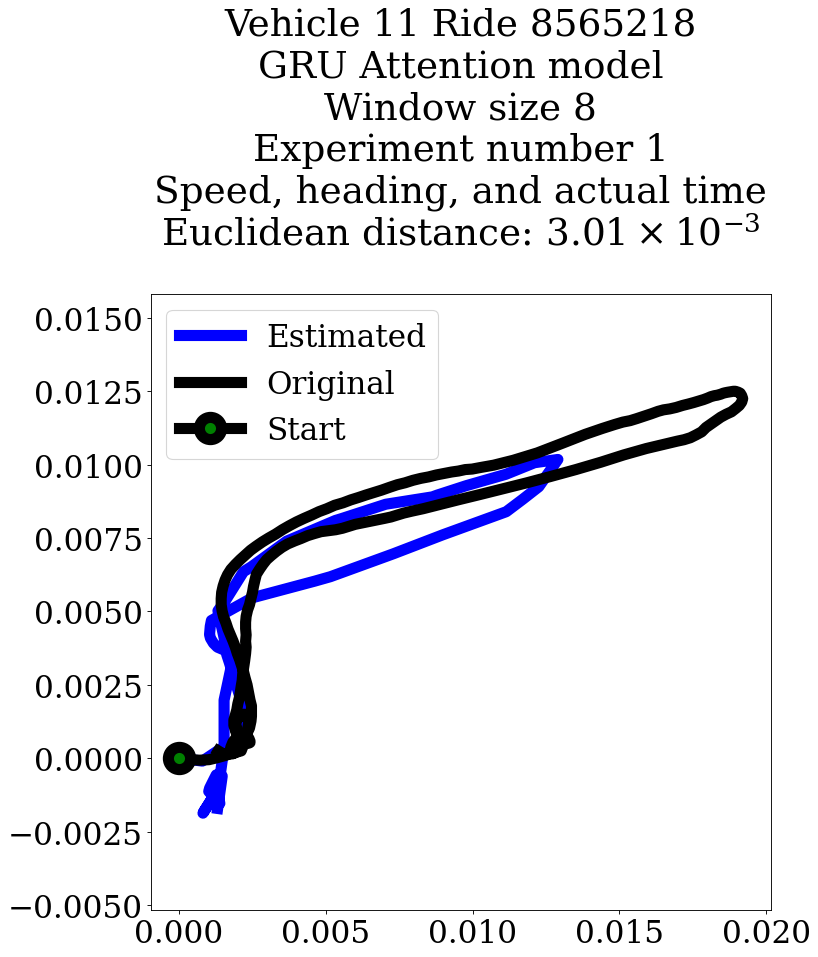 Vehicle 11 Ride 8565218
GRU Attention model
Window size 8
Experiment number 1
Speed, heading, and actual time
Euclidean distance: 3.01 × 10⁻³
Estimated
Original
Start
0.0150
0.0125
0.0100
0.0075
0.0050
0.0025
0.0000
−0.0025
−0.0050
0.000 0.005 0.010 0.015 0.020